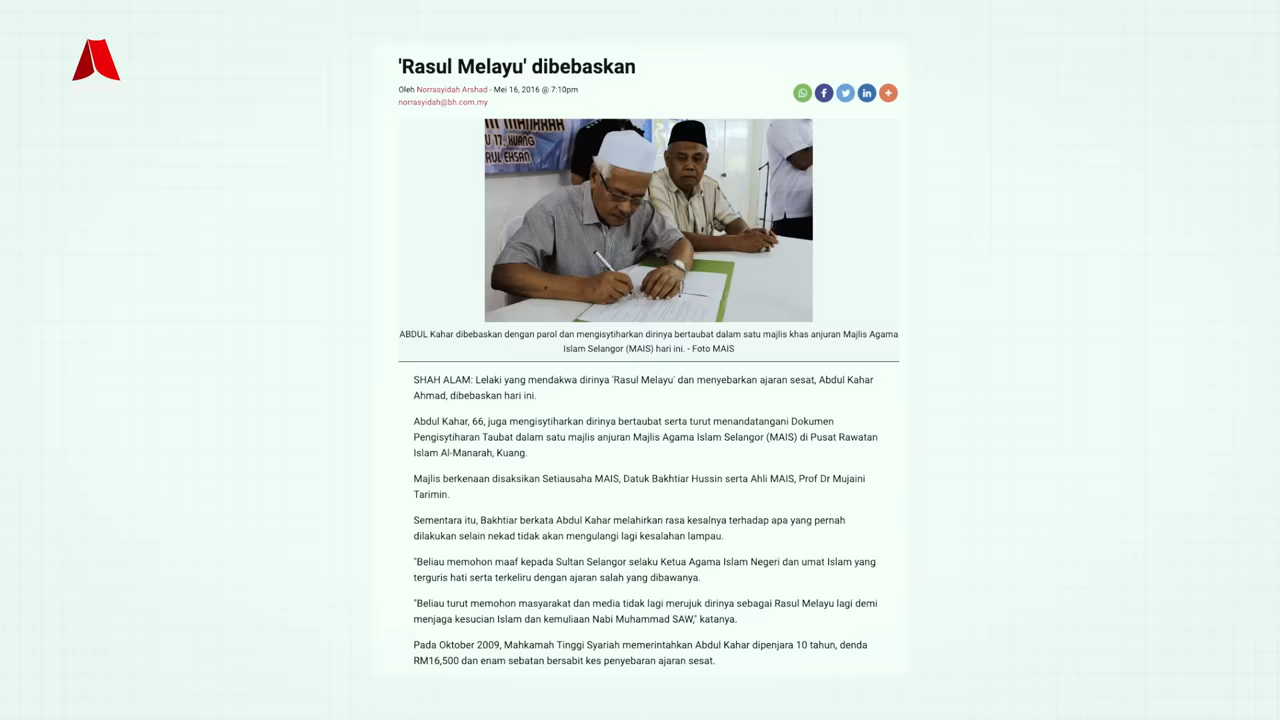 'Rasul Melayu' dibebaskan
Oleh Norrasyidah Arshad - Mei 16, 2016 @ 7:10pm
norrasyidah@bh.com.my
U 17, KUANG
RUL EHSAN
ABDUL Kahar dibebaskan dengan parol dan mengisytiharkan dirinya bertaubat dalam satu majlis khas anjuran Majlis Agama
Islam Selangor (MAIS) hari ini. - Foto MAIS
SHAH ALAM: Lelaki yang mendakwa dirinya 'Rasul Melayu' dan menyebarkan ajaran sesat, Abdul Kahar
Ahmad, dibebaskan hari ini.
Abdul Kahar, 66, juga mengisytiharkan dirinya bertaubat serta turut menandatangani Dokumen
Pengisytiharan Taubat dalam satu majlis anjuran Majlis Agama Islam Selangor (MAIS) di Pusat Rawatan
Islam Al-Manarah, Kuang.
Majlis berkenaan disaksikan Setiausaha MAIS, Datuk Bakhtiar Hussin serta Ahli MAIS, Prof Dr Mujaini
Tarimin.
Sementara itu, Bakhtiar berkata Abdul Kahar melahirkan rasa kesalnya terhadap apa yang pernah
dilakukan selain nekad tidak akan mengulangi lagi kesalahan lampau.
"Beliau memohon maaf kepada Sultan Selangor selaku Ketua Agama Islam Negeri dan umat Islam yang
terguris hati serta terkeliru dengan ajaran salah yang dibawanya.
"Beliau turut memohon masyarakat dan media tidak lagi merujuk dirinya sebagai Rasul Melayu lagi demi
menjaga kesucian Islam dan kemuliaan Nabi Muhammad SAW," katanya.
Pada Oktober 2009, Mahkamah Tinggi Syariah memerintahkan Abdul Kahar dipenjara 10 tahun, denda
RM16,500 dan enam sebatan bersabit kes penyebaran ajaran sesat.